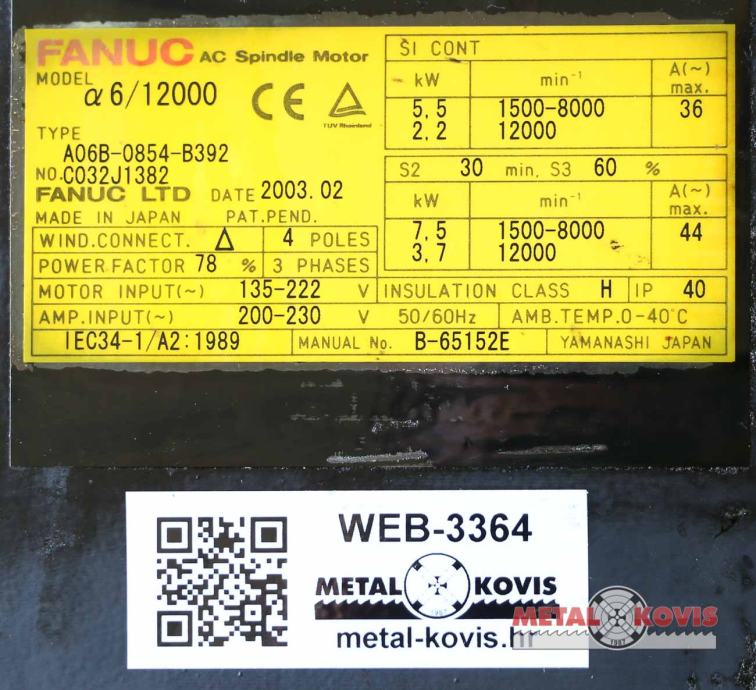 FANUC AC Spindle Motor
MODEL
α6/12000
CE
TUV Rheinland
TYPE
A06B-0854-B392
NO. C032J1382
FANUC LTD DATE 2003.02
MADE IN JAPAN PAT.PEND.
WIND.CONNECT. Δ 4 POLES
POWER FACTOR 78 % 3 PHASES
SI CONT
kW min⁻¹ A(~) max.
5,5 1500-8000 36
2,2 12000
S2 30 min, S3 60 %
kW min⁻¹ A(~) max.
7,5 1500-8000 44
3,7 12000
MOTOR INPUT(~) 135-222 V INSULATION CLASS H IP 40
AMP.INPUT(~) 200-230 V 50/60Hz AMB.TEMP.0-40°C
IEC34-1/A2:1989 MANUAL No. B-65152E YAMANASHI JAPAN
WEB-3364
METAL KOVIS
1987
metal-kovis.hr
METAL KOVIS
1987